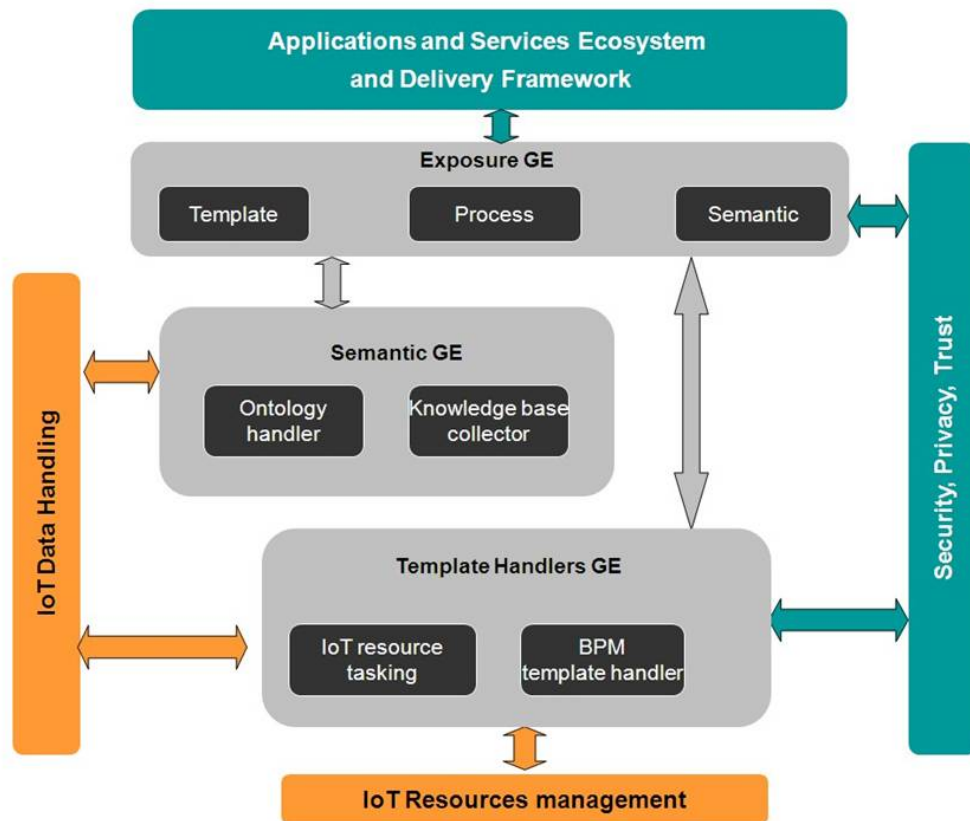 Applications and Services Ecosystem
and Delivery Framework
Exposure GE
Template
Process
Semantic
Semantic GE
Ontology
handler
Knowledge base
collector
IoT Data Handling
Security, Privacy, Trust
Template Handlers GE
IoT resource
tasking
BPM
template handler
IoT Resources management